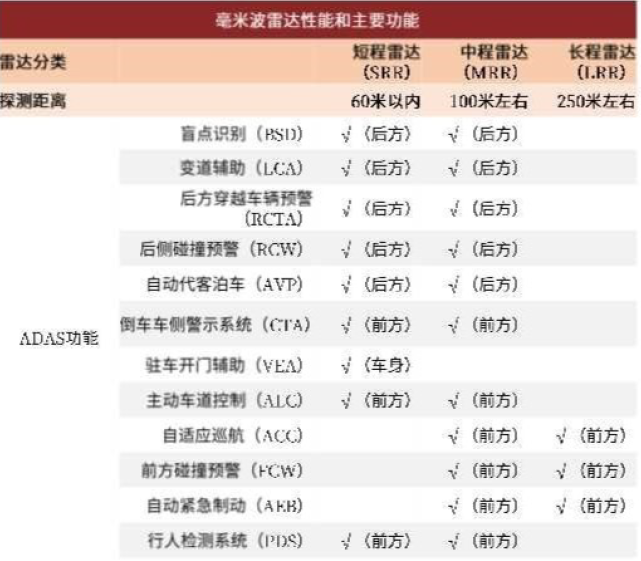 毫米波雷达性能和主要功能
雷达分类 短程雷达（SRR） 中程雷达（MRR） 长程雷达（LRR）
探测距离 60米以内 100米左右 250米左右
ADAS功能
盲点识别（BSD） √（后方） √（后方）
变道辅助（LCA） √（后方） √（后方）
后方穿越车辆预警（RCTA） √（后方） √（后方）
后侧碰撞预警（RCW） √（后方） √（后方）
自动代客泊车（AVP） √（后方） √（后方）
倒车车侧警示系统（CTA） √（前方） √（前方）
驻车开门辅助（VEA） √（车身）
主动车道控制（ALC） √（前方） √（前方）
自适应巡航（ACC） √（前方） √（前方）
前方碰撞预警（FCW） √（前方） √（前方）
自动紧急制动（AEB） √（前方） √（前方）
行人检测系统（PDS） √（前方） √（前方）